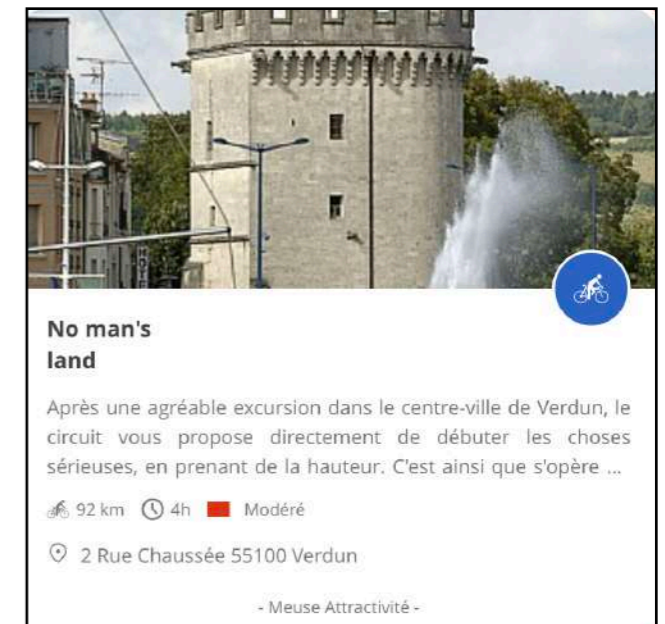 HOTE
No man's
land
Après une agréable excursion dans le centre-ville de Verdun, le
circuit vous propose directement de débuter les choses
sérieuses, en prenant de la hauteur. C'est ainsi que s'opère ...
92 km 4h Modéré
2 Rue Chaussée 55100 Verdun
- Meuse Attractivité -